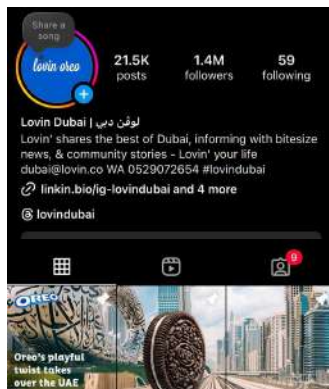 Share a
song
lovin oreo
21.5K
posts
1.4M
followers
59
following
Lovin Dubai | لوڤن دبي
Lovin' shares the best of Dubai, informing with bitesize
news, & community stories - Lovin' your life
dubai@lovin.co WA 0529072654 #lovindubai
linkin.bio/ig-lovindubai and 4 more
lovindubai
9
OREO
Oreo's playful
twist takes
over the UAE
OREO